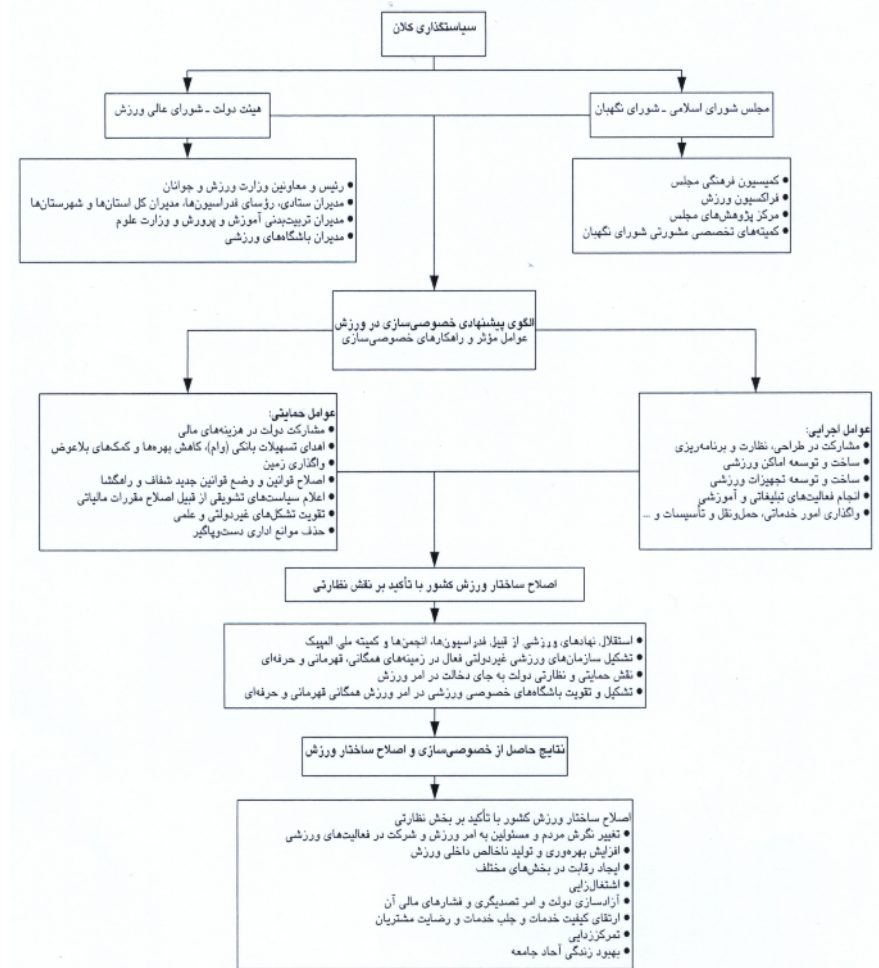 سیاستگذاری کلان
مجلس شورای اسلامی ـ شورای نگهبان
هیئت دولت ـ شورای عالی ورزش
● کمیسیون فرهنگی مجلس
● فراکسیون ورزش
● مرکز پژوهش‌های مجلس
● کمیته‌های تخصصی مشورتی شورای نگهبان
● رئیس و معاونین وزارت ورزش و جوانان
● مدیران ستادی، رؤسای فدراسیون‌ها، مدیران کل استان‌ها و شهرستان‌ها
● مدیران تربیت‌بدنی آموزش و پرورش و وزارت علوم
● مدیران باشگاه‌های ورزشی
الگوی پیشنهادی خصوصی‌سازی در ورزش
عوامل مؤثر و راهکارهای خصوصی‌سازی
عوامل اجرایی:
● مشارکت در طراحی، نظارت و برنامه‌ریزی
● ساخت و توسعه اماکن ورزشی
● ساخت و توسعه تجهیزات ورزشی
● انجام فعالیت‌های تبلیغاتی و آموزشی
● واگذاری امور خدماتی، حمل‌ونقل و تأسیسات و ...
عوامل حمایتی:
● مشارکت دولت در هزینه‌های مالی
● اهدای تسهیلات بانکی (وام)، کاهش بهره‌ها و کمک‌های بلاعوض
● واگذاری زمین
● اصلاح قوانین و وضع قوانین جدید شفاف و راهگشا
● اعلام سیاست‌های تشویقی از قبیل اصلاح مقررات مالیاتی
● تقویت تشکل‌های غیردولتی و علمی
● حذف موانع اداری دست‌وپاگیر
اصلاح ساختار ورزش کشور با تأکید بر نقش نظارتی
● استقلال نهادهای ورزشی از قبیل فدراسیون‌ها، انجمن‌ها و کمیته ملی المپیک
● تشکیل سازمان‌های ورزشی غیردولتی فعال در زمینه‌های همگانی، قهرمانی و حرفه‌ای
● نقش حمایتی و نظارتی دولت به جای دخالت در امر ورزش
● تشکیل و تقویت باشگاه‌های خصوصی ورزشی در امر ورزش همگانی قهرمانی و حرفه‌ای
نتایج حاصل از خصوصی‌سازی و اصلاح ساختار ورزش
اصلاح ساختار ورزش کشور با تأکید بر بخش نظارتی
● تغییر نگرش مردم و مسئولین به امر ورزش و شرکت در فعالیت‌های ورزشی
● افزایش بهره‌وری و تولید ناخالص داخلی ورزش
● ایجاد رقابت در بخش‌های مختلف
● اشتغال‌زایی
● آزادسازی دولت و امر تصدیگری و فشارهای مالی آن
● ارتقای کیفیت خدمات و جلب خدمات و رضایت مشتریان
● تمرکززدایی
● بهبود زندگی آحاد جامعه